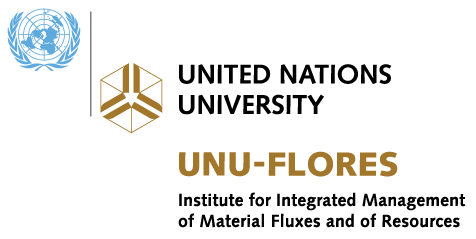 UNITED NATIONS
UNIVERSITY
UNU-FLORES
Institute for Integrated Management
of Material Fluxes and of Resources